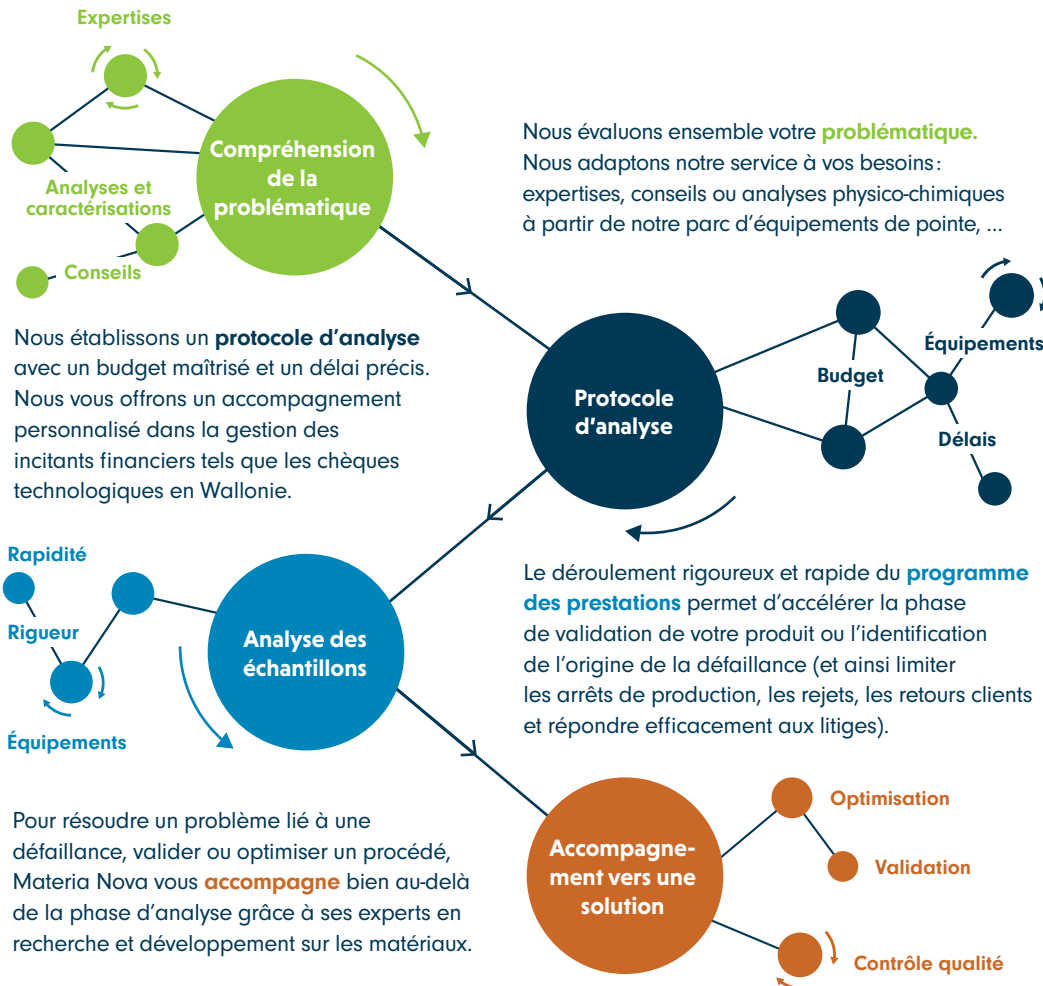 Expertises
Compréhension
de la
problématique
Analyses et
caractérisations
Conseils
Nous évaluons ensemble votre problématique.
Nous adaptons notre service à vos besoins :
expertises, conseils ou analyses physico-chimiques
à partir de notre parc d'équipements de pointe, ...
Nous établissons un protocole d'analyse
avec un budget maîtrisé et un délai précis.
Nous vous offrons un accompagnement
personnalisé dans la gestion des
incitants financiers tels que les chèques
technologiques en Wallonie.
Protocole
d'analyse
Budget
Équipements
Délais
Rapidité
Rigueur
Équipements
Analyse des
échantillons
Le déroulement rigoureux et rapide du programme
des prestations permet d'accélérer la phase
de validation de votre produit ou l'identification
de l'origine de la défaillance (et ainsi limiter
les arrêts de production, les rejets, les retours clients
et répondre efficacement aux litiges).
Pour résoudre un problème lié à une
défaillance, valider ou optimiser un procédé,
Materia Nova vous accompagne bien au-delà
de la phase d'analyse grâce à ses experts en
recherche et développement sur les matériaux.
Accompagne-
ment vers une
solution
Optimisation
Validation
Contrôle qualité